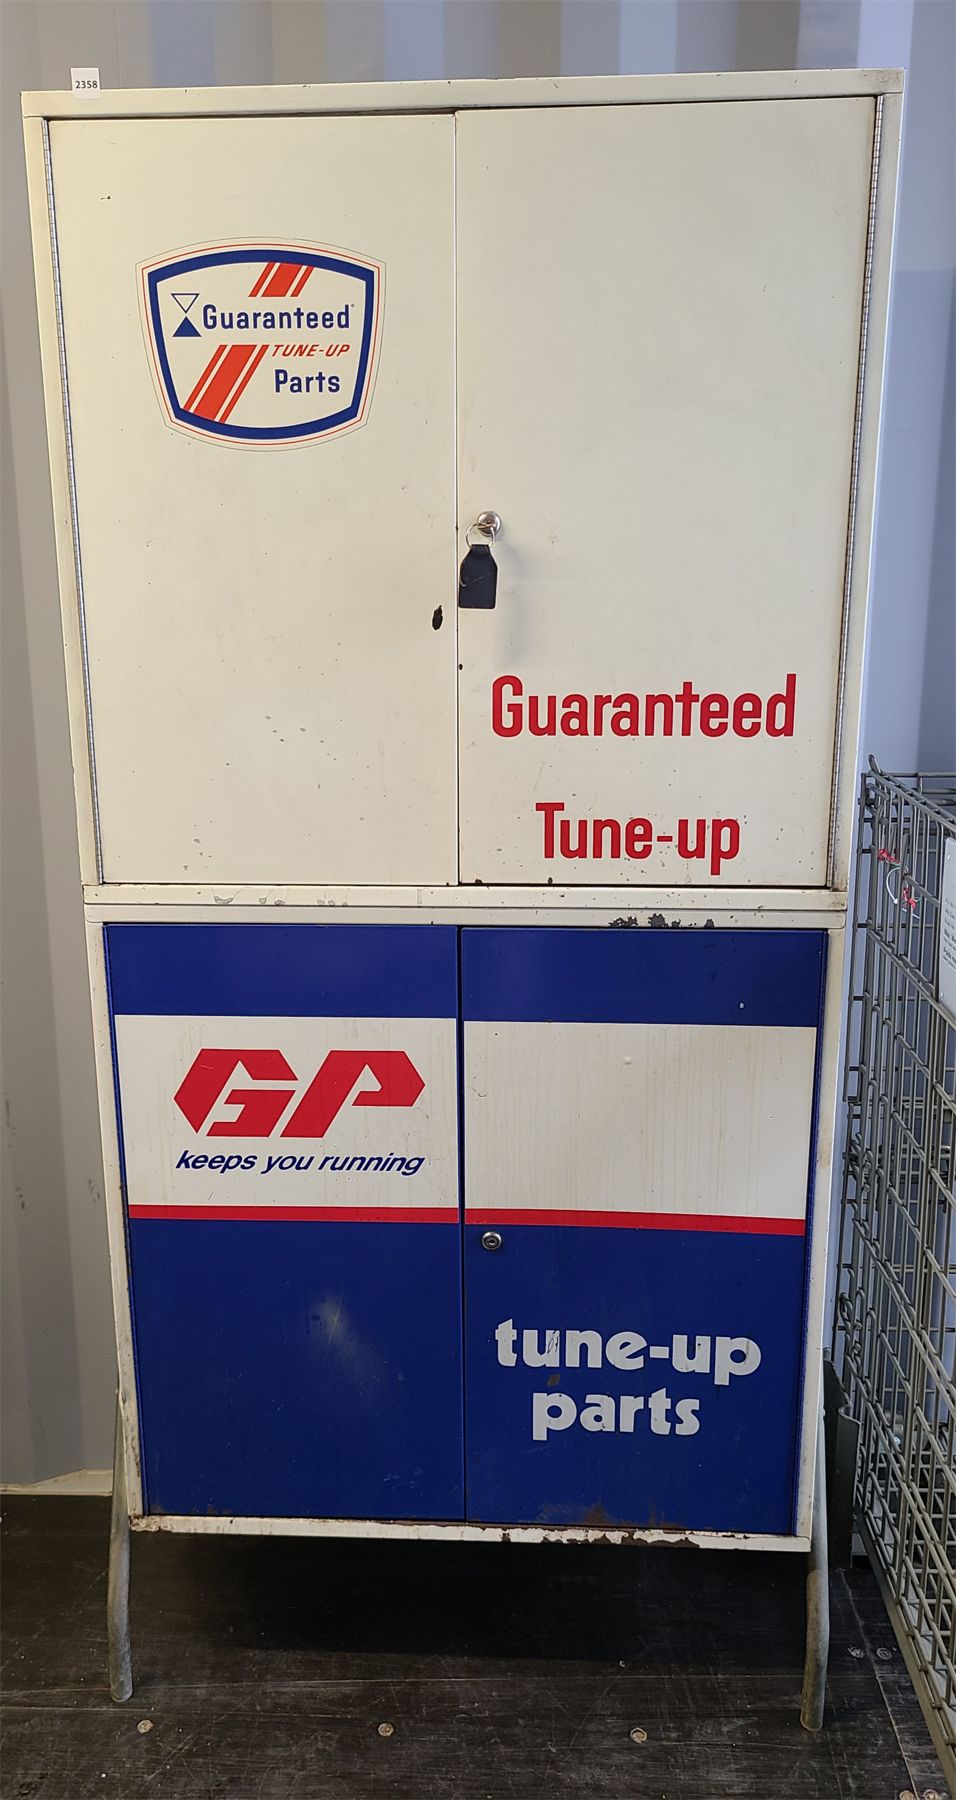 2358
Guaranteed®
TUNE-UP
Parts
Guaranteed
Tune-up
GP
keeps you running
tune-up
parts